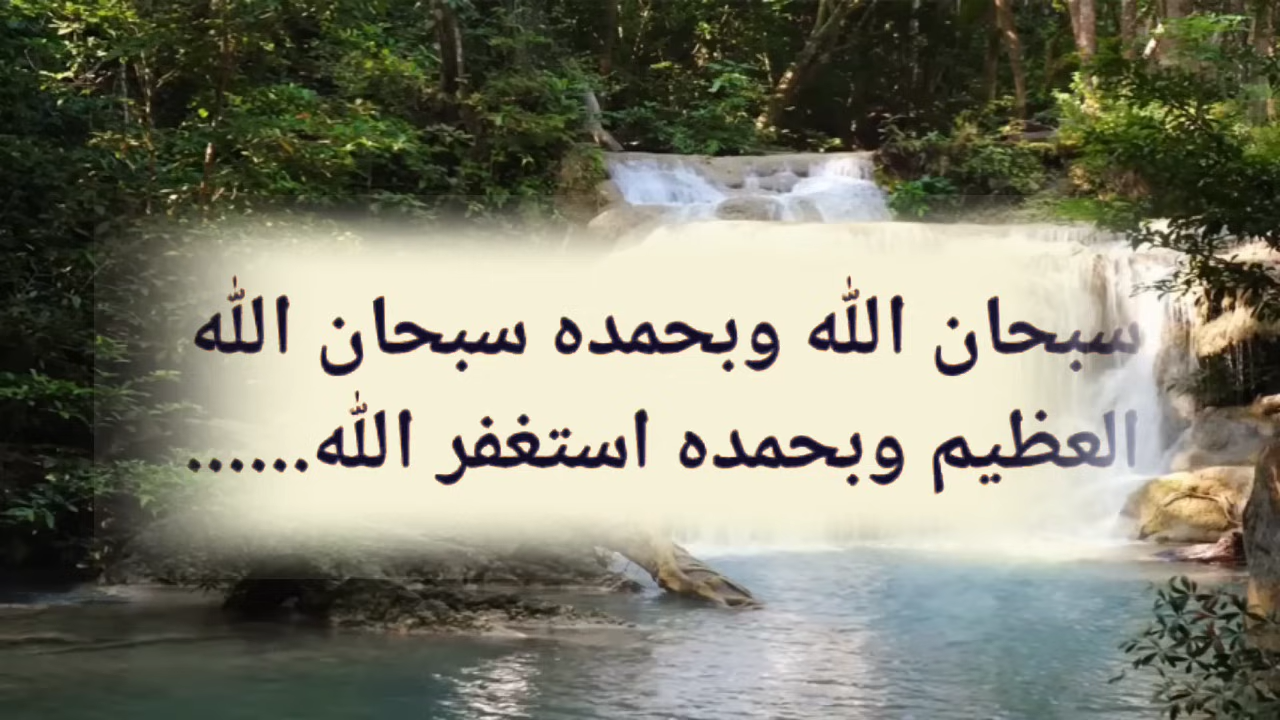 سبحان الله وبحمده سبحان الله
العظيم وبحمده استغفر الله......